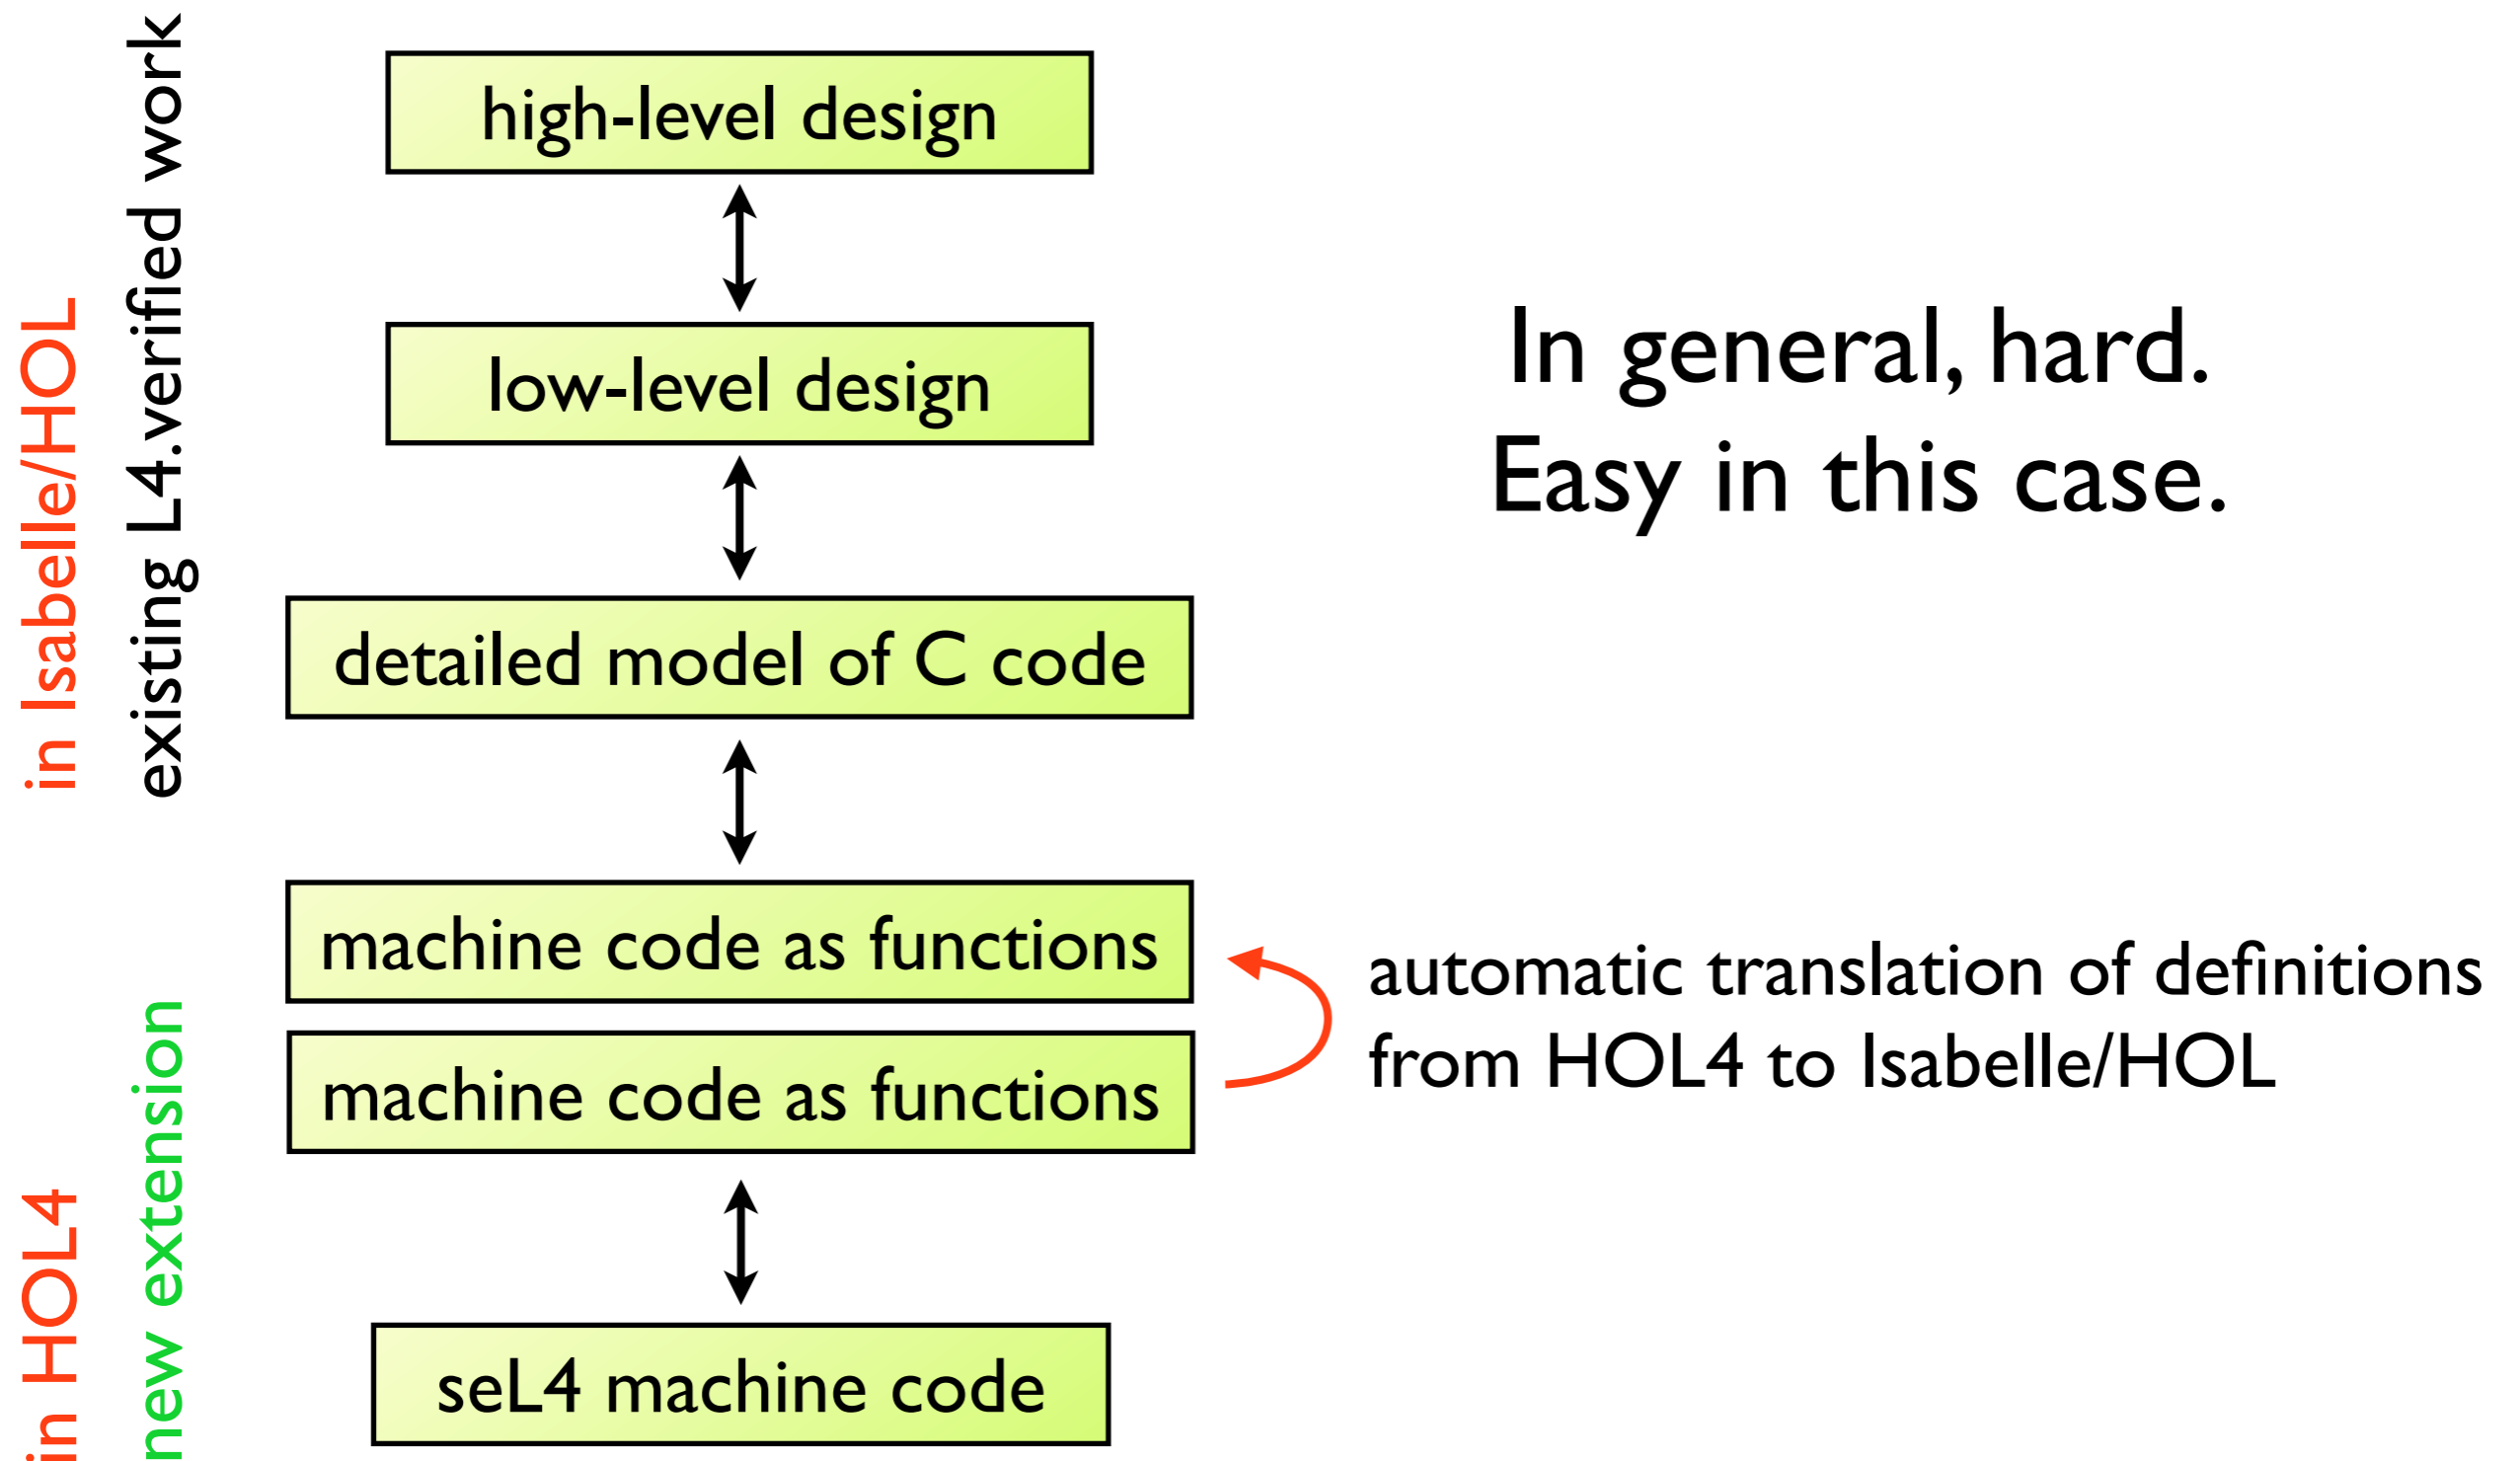 in Isabelle/HOL
existing L4.verified work
in HOL4
new extension
high-level design
low-level design
detailed model of C code
machine code as functions
machine code as functions
seL4 machine code
In general, hard.
Easy in this case.
automatic translation of definitions
from HOL4 to Isabelle/HOL